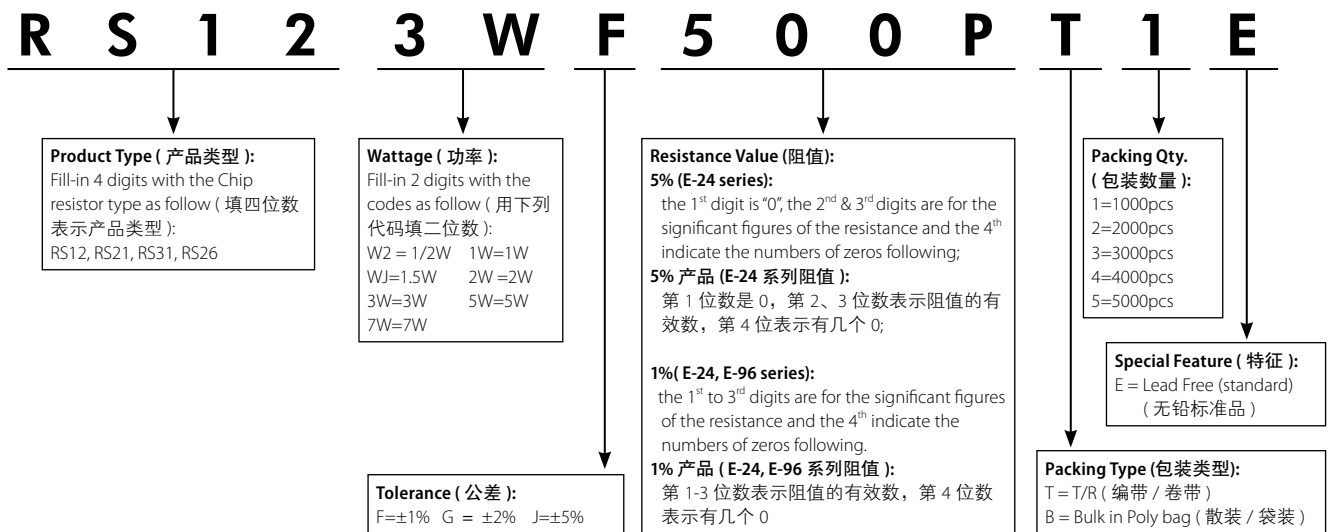 R S 1 2 3 W F 5 0 0 P T 1 E
Product Type ( 产品类型 ):
Fill-in 4 digits with the Chip
resistor type as follow ( 填四位数
表示产品类型 ):
RS12, RS21, RS31, RS26
Wattage ( 功率 ):
Fill-in 2 digits with the
codes as follow ( 用下列
代码填二位数 ):
W2 = 1/2W 1W=1W
WJ=1.5W 2W =2W
3W=3W 5W=5W
7W=7W
Tolerance ( 公差 ):
F=±1% G = ±2% J=±5%
Resistance Value (阻值):
5% (E-24 series):
the 1st digit is "0", the 2nd & 3rd digits are for the
significant figures of the resistance and the 4th
indicate the numbers of zeros following;
5% 产品 (E-24 系列阻值 ):
第 1 位数是 0，第 2、3 位数表示阻值的有
效数，第 4 位表示有几个 0;
1%( E-24, E-96 series):
the 1st to 3rd digits are for the significant figures
of the resistance and the 4th indicate the
numbers of zeros following.
1% 产品 ( E-24, E-96 系列阻值 ):
第 1-3 位数表示阻值的有效数，第 4 位数
表示有几个 0
Packing Qty.
( 包装数量 ):
1=1000pcs
2=2000pcs
3=3000pcs
4=4000pcs
5=5000pcs
Special Feature ( 特征 ):
E = Lead Free (standard)
( 无铅标准品 )
Packing Type (包装类型):
T = T/R ( 编带 / 卷带 )
B = Bulk in Poly bag ( 散装 / 袋装 )